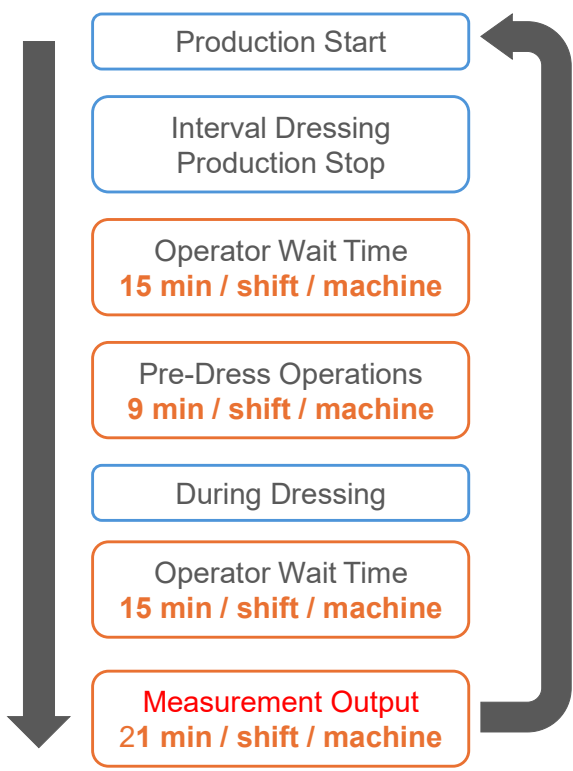 Production Start
Interval Dressing
Production Stop
Operator Wait Time
15 min / shift / machine
Pre-Dress Operations
9 min / shift / machine
During Dressing
Operator Wait Time
15 min / shift / machine
Measurement Output
21 min / shift / machine